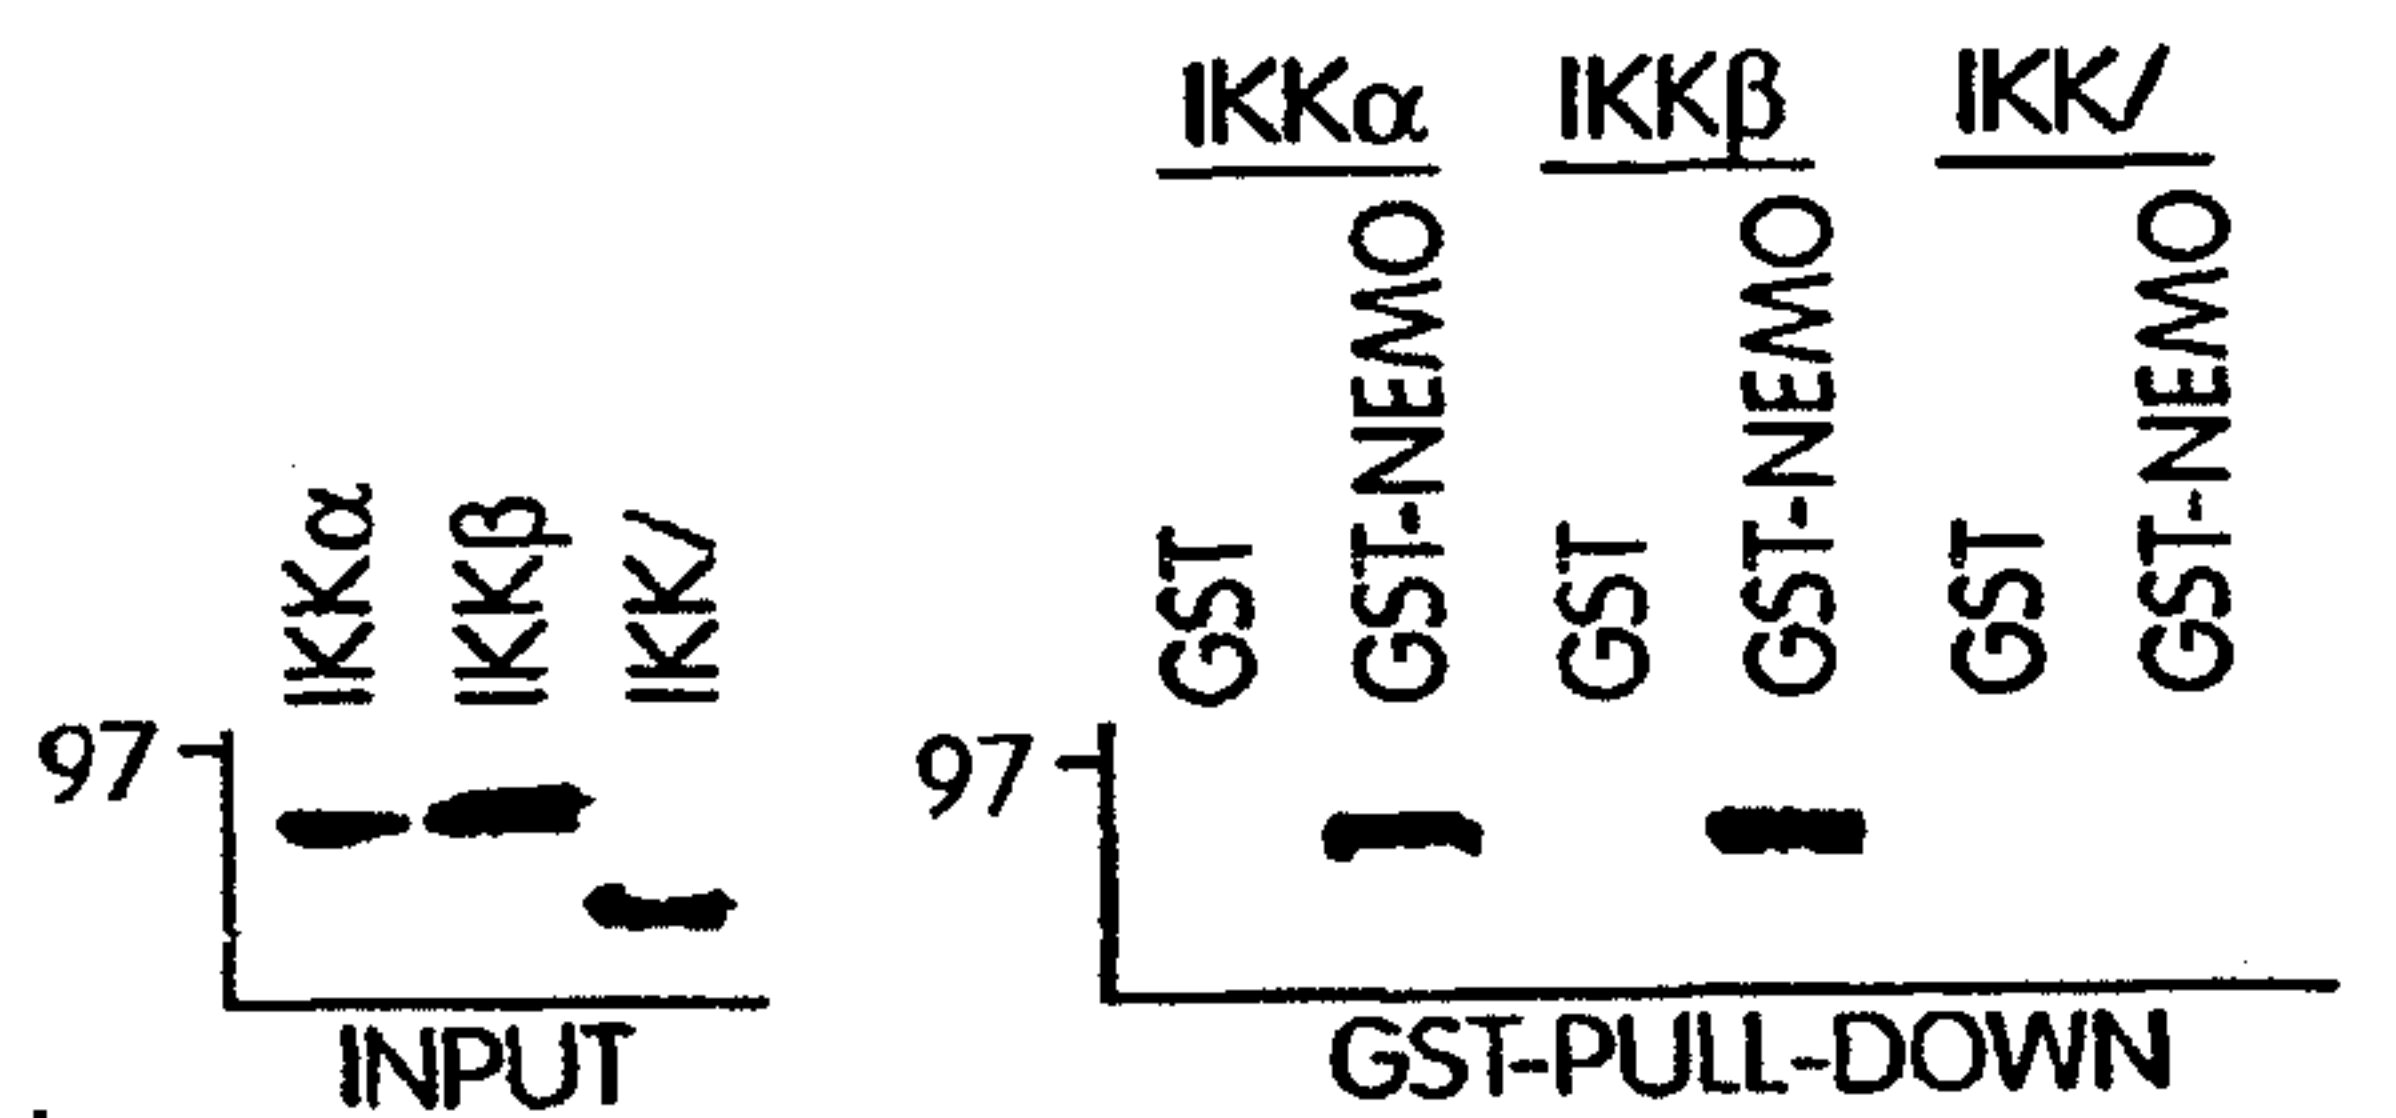 IKKα IKKβ IKK/
GST GST-NEMO GST GST-NEMO GST GST-NEMO
IKKα IKKβ IKK/
97 97
INPUT GST-PULL-DOWN